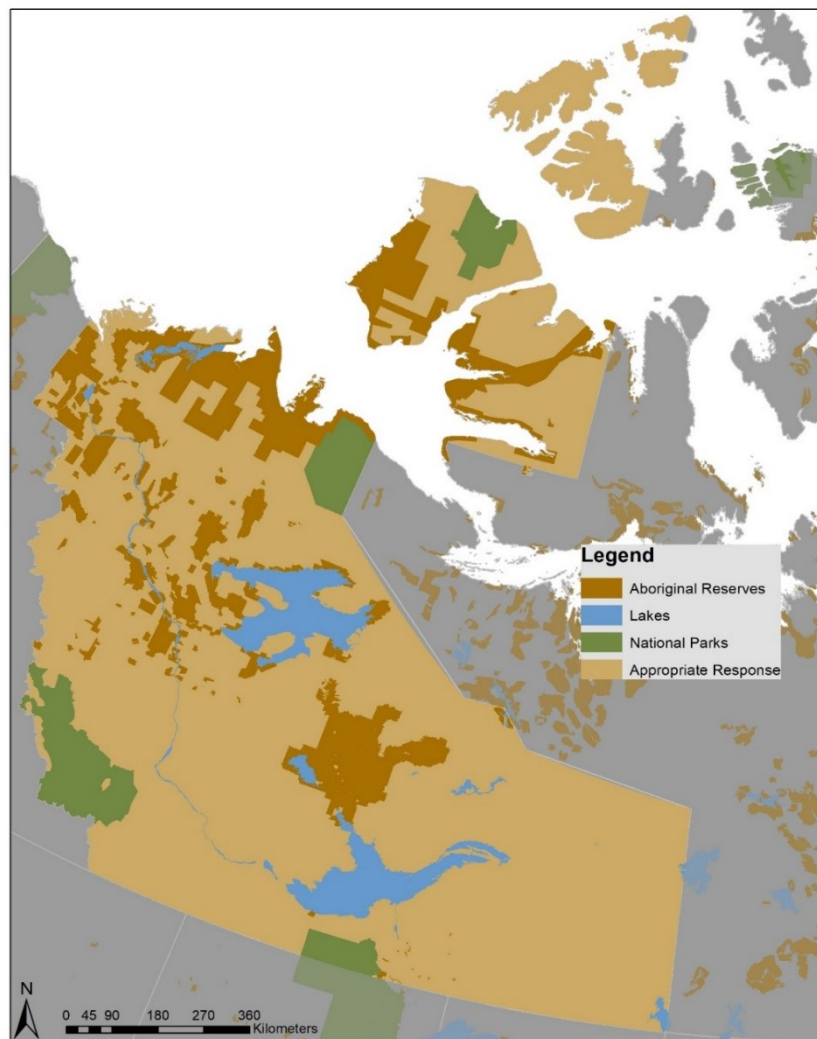 Legend
Aboriginal Reserves
Lakes
National Parks
Appropriate Response
N
0 45 90 180 270 360
Kilometers